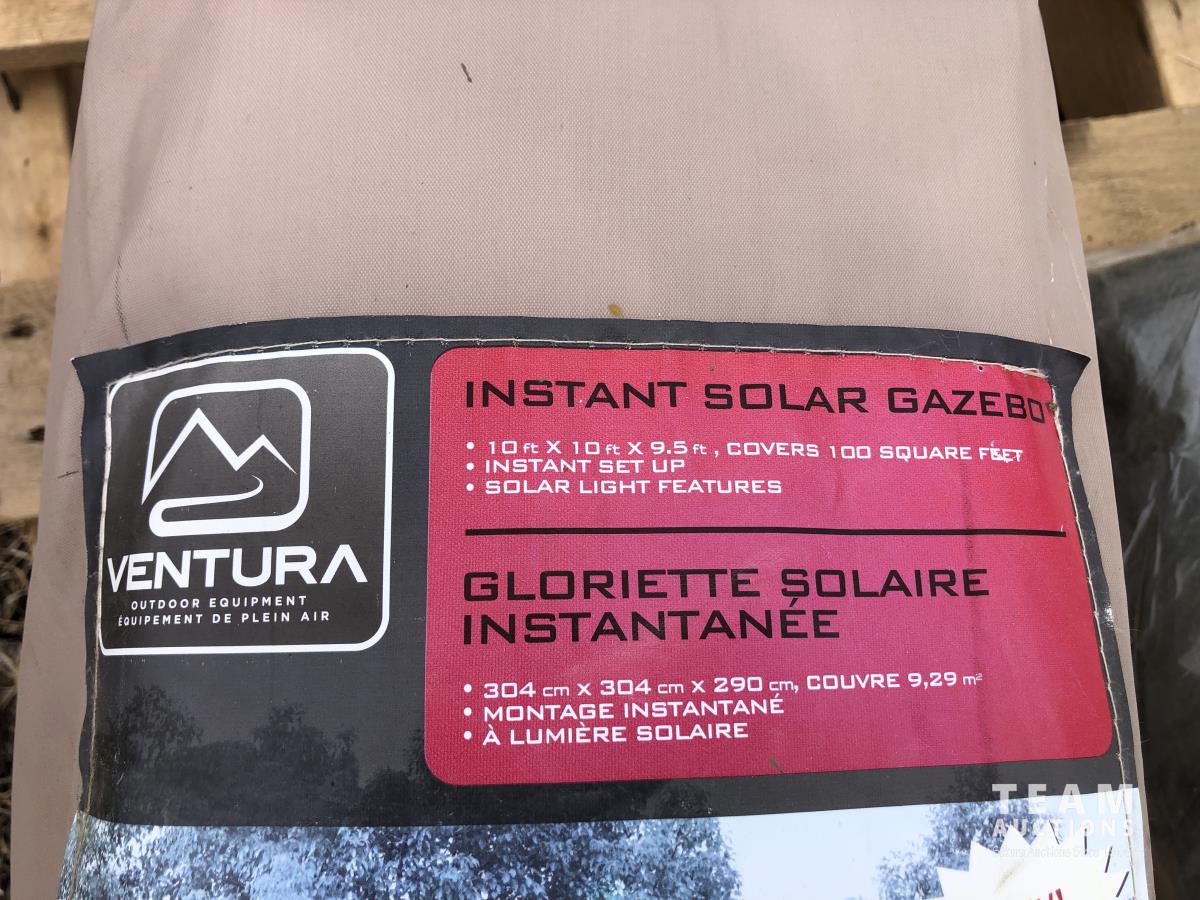 VENTURA
OUTDOOR EQUIPMENT
ÉQUIPEMENT DE PLEIN AIR
INSTANT SOLAR GAZEBO
• 10 ft X 10 ft X 9.5 ft , COVERS 100 SQUARE FEET
• INSTANT SET UP
• SOLAR LIGHT FEATURES
GLORIETTE SOLAIRE
INSTANTANÉE
• 304 cm X 304 cm X 290 cm, COUVRE 9,29 m²
• MONTAGE INSTANTANÉ
• À LUMIÈRE SOLAIRE
TEAM
AUCTIONS